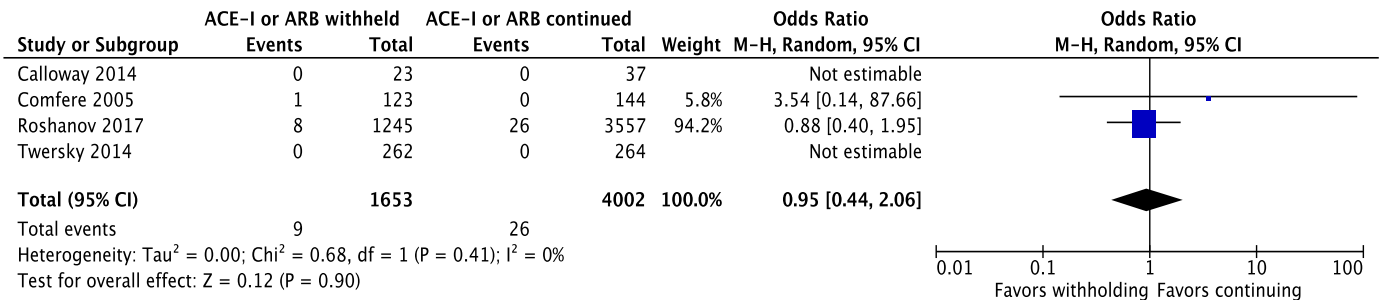 ACE-I or ARB withheld ACE-I or ARB continued Odds Ratio Odds Ratio
Study or Subgroup Events Total Events Total Weight M-H, Random, 95% CI M-H, Random, 95% CI
Calloway 2014 0 23 0 37 Not estimable
Comfere 2005 1 123 0 144 5.8% 3.54 [0.14, 87.66]
Roshanov 2017 8 1245 26 3557 94.2% 0.88 [0.40, 1.95]
Twersky 2014 0 262 0 264 Not estimable
Total (95% CI) 1653 4002 100.0% 0.95 [0.44, 2.06]
Total events 9 26
Heterogeneity: Tau² = 0.00; Chi² = 0.68, df = 1 (P = 0.41); I² = 0%
Test for overall effect: Z = 0.12 (P = 0.90)
0.01 0.1 1 10 100
Favors withholding Favors continuing